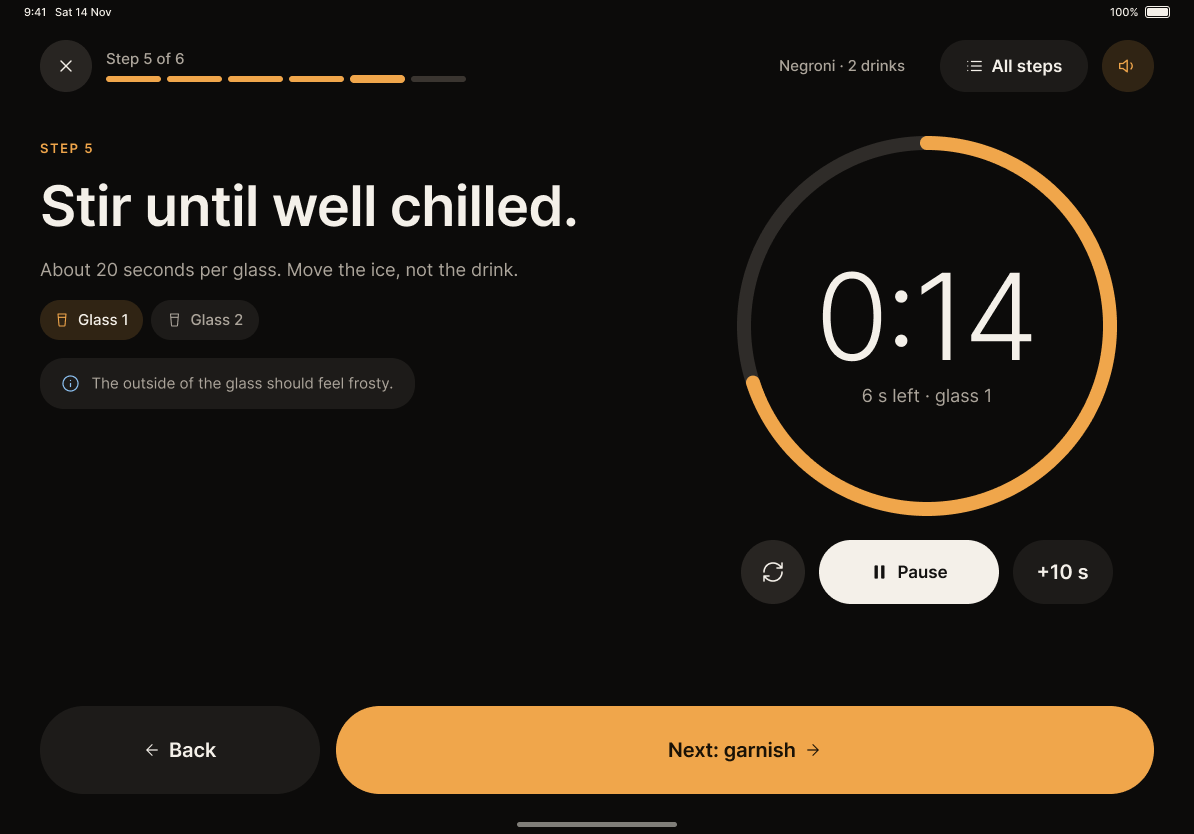 9:41 Sat 14 Nov
100%
Step 5 of 6
Negroni · 2 drinks
All steps
STEP 5
Stir until well chilled.
About 20 seconds per glass. Move the ice, not the drink.
Glass 1
Glass 2
The outside of the glass should feel frosty.
0:14
6 s left · glass 1
Pause
+10 s
Back
Next: garnish